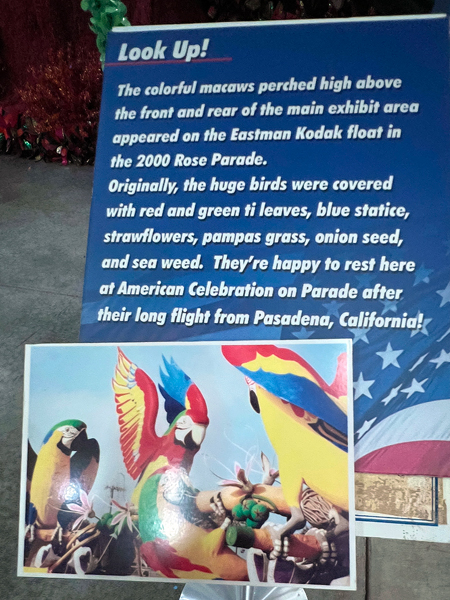 Look Up!
The colorful macaws perched high above
the front and rear of the main exhibit area
appeared on the Eastman Kodak float in
the 2000 Rose Parade.
Originally, the huge birds were covered
with red and green ti leaves, blue statice,
strawflowers, pampas grass, onion seed,
and sea weed. They're happy to rest here
at American Celebration on Parade after
their long flight from Pasadena, California!